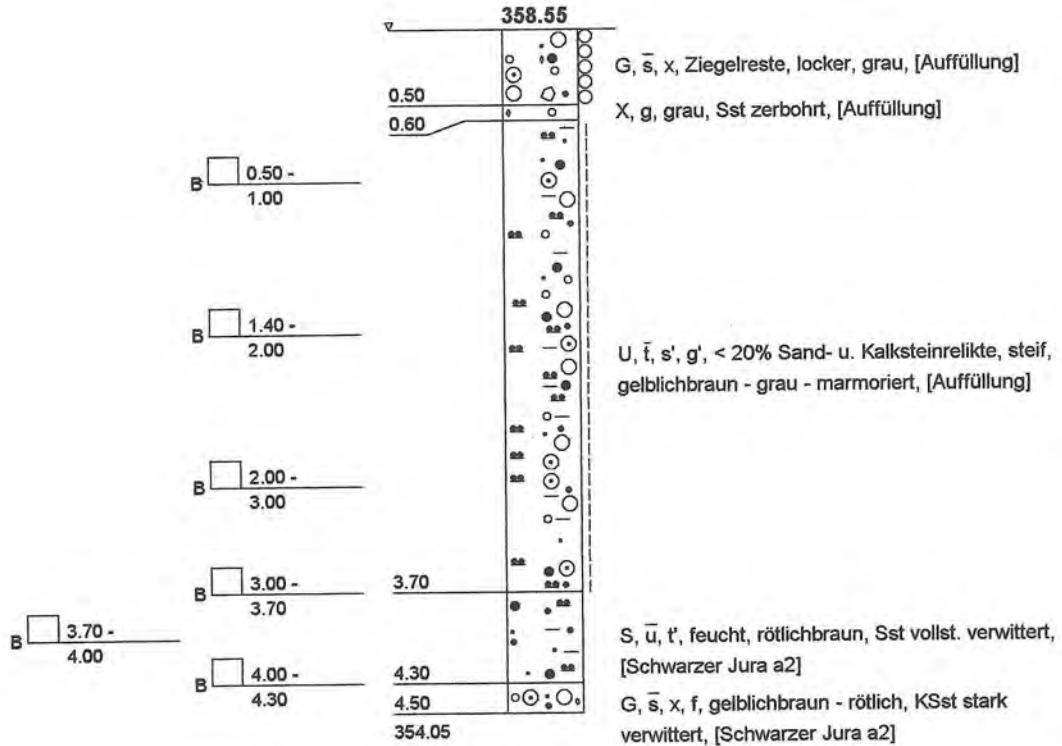 358.55
G, s̄, x, Ziegelreste, locker, grau, [Auffüllung]
0.50
X, g, grau, Sst zerbohrt, [Auffüllung]
0.60
B 0.50 -
1.00
B 1.40 -
2.00
U, t̄, s', g', < 20% Sand- u. Kalksteinrelikte, steif,
gelblichbraun - grau - marmoriert, [Auffüllung]
B 2.00 -
3.00
B 3.00 -
3.70
3.70
B 3.70 -
4.00
S, ū, t', feucht, rötlichbraun, Sst vollst. verwittert,
[Schwarzer Jura a2]
B 4.00 -
4.30
4.30
G, s̄, x, f, gelblichbraun - rötlich, KSst stark
verwittert, [Schwarzer Jura a2]
4.50
354.05